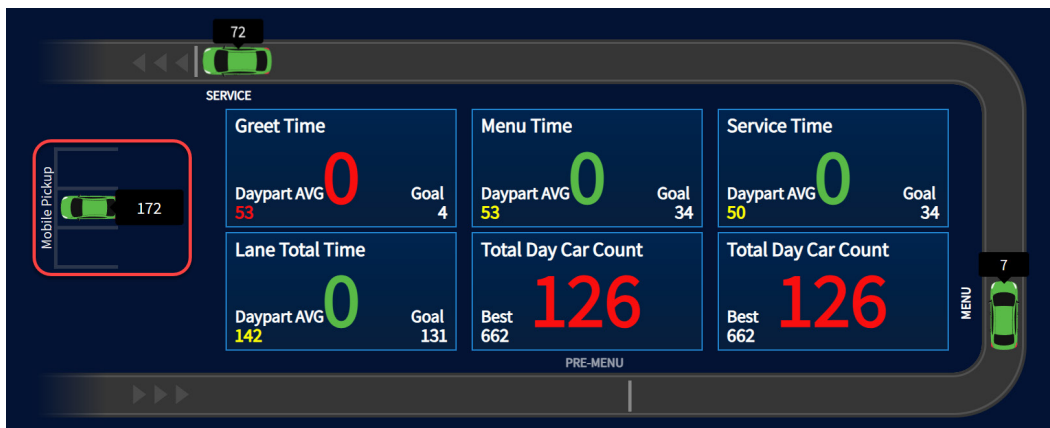 72
SERVICE
Greet Time
0
Daypart AVG
53
Goal
4
Menu Time
0
Daypart AVG
53
Goal
34
Service Time
0
Daypart AVG
50
Goal
34
Mobile Pickup
172
Lane Total Time
0
Daypart AVG
142
Goal
131
Total Day Car Count
126
Best
662
Total Day Car Count
126
Best
662
7
MENU
PRE-MENU